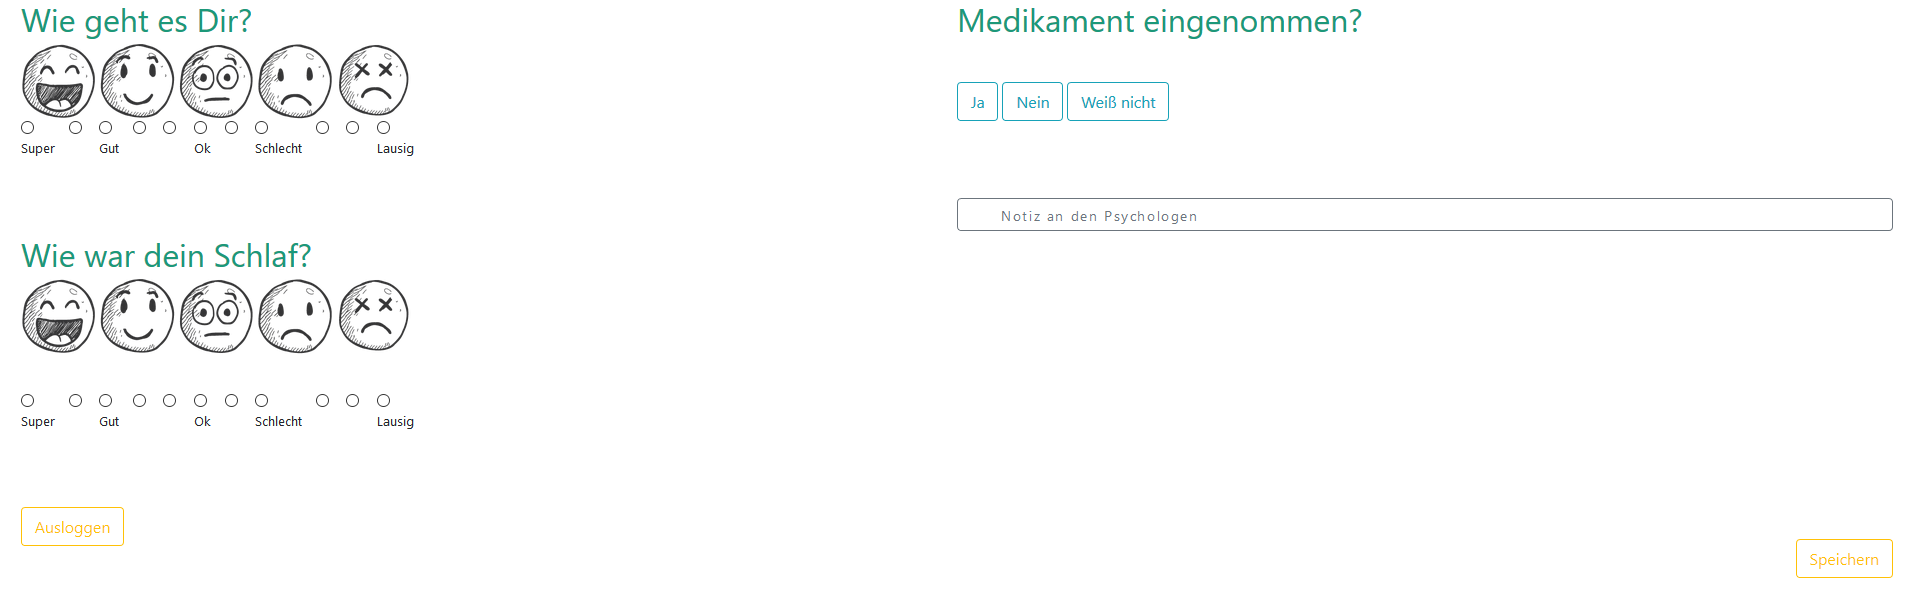 Wie geht es Dir?
Super Gut Ok Schlecht Lausig
Wie war dein Schlaf?
Super Gut Ok Schlecht Lausig
Ausloggen
Medikament eingenommen?
Ja Nein Weiß nicht
Notiz an den Psychologen
Speichern